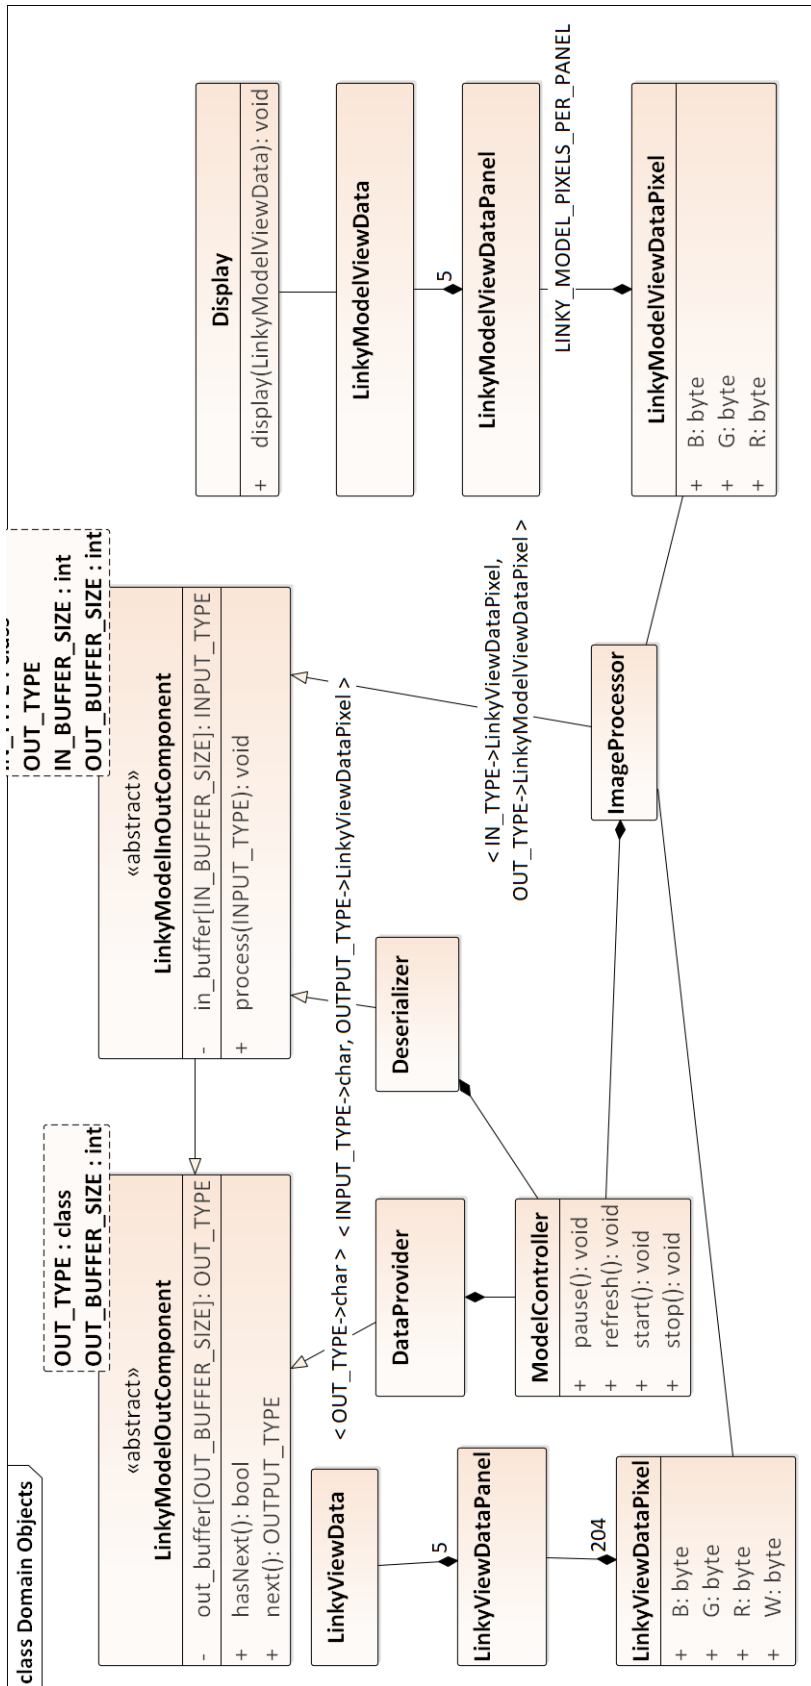 class Domain Objects
OUT_TYPE : class
OUT_BUFFER_SIZE : int
«abstract»
LinkyModelOutComponent
- out_buffer[OUT_BUFFER_SIZE]: OUT_TYPE
+ hasNext(): bool
+ next(): OUTPUT_TYPE
OUT_TYPE
IN_BUFFER_SIZE : int
OUT_BUFFER_SIZE : int
«abstract»
LinkyModelInOutComponent
- in_buffer[IN_BUFFER_SIZE]: INPUT_TYPE
+ process(INPUT_TYPE): void
Display
+ display(LinkyModelViewData): void
< OUT_TYPE->char >
< INPUT_TYPE->char, OUTPUT_TYPE->LinkyViewDataPixel >
LinkyViewData
5
LinkyViewDataPanel
204
LinkyViewDataPixel
+ B: byte
+ G: byte
+ R: byte
+ W: byte
DataProvider
ModelController
+ pause(): void
+ refresh(): void
+ start(): void
+ stop(): void
Deserializer
< IN_TYPE->LinkyViewDataPixel,
OUT_TYPE->LinkyModelViewDataPixel >
ImageProcessor
LinkyModelViewData
5
LinkyModelViewDataPanel
LINKY_MODEL_PIXELS_PER_PANEL
LinkyModelViewDataPixel
+ B: byte
+ G: byte
+ R: byte